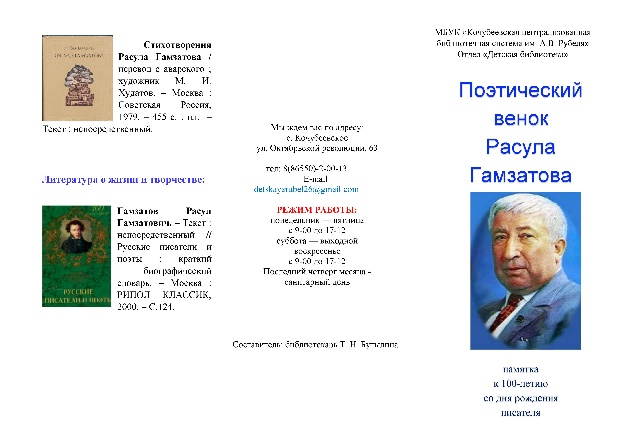 Стихотворения
Расула Гамзатова /
перевод с аварского ;
художник М. И.
Худатов. – Москва :
Советская Россия,
1979. – 455 с. : ил. –
Текст : непосредственный.
Литература о жизни и творчестве:
РУССКИЕ
ПИСАТЕЛИ И ПОЭТЫ
Гамзатов Расул
Гамзатович. – Текст :
непосредственный //
Русские писатели и
поэты : краткий
биографический
словарь. – Москва :
РИПОЛ КЛАССИК,
2000. – С.124.
Мы ждем вас по адресу:
с. Кочубеевское
ул. Октябрьской революции, 63
тел: 8(86550)-2-00-13
E-mail
detskayarubel26@gmail.com
РЕЖИМ РАБОТЫ:
понедельник — пятница
с 9-00 до 17-12
суббота — выходной
воскресенье
с 9-00 до 17-12
Последний четверг месяца -
санитарный день
Составитель: библиотекарь Т. Н.
МБУК «Кочубеевская централизованная
библиотечная система им. А.В. Рубеля»
Отдел «Детская библиотека»
Поэтический
венок
Расула
Гамзатова
памятка
к 100-летию
со дня рождения
писателя